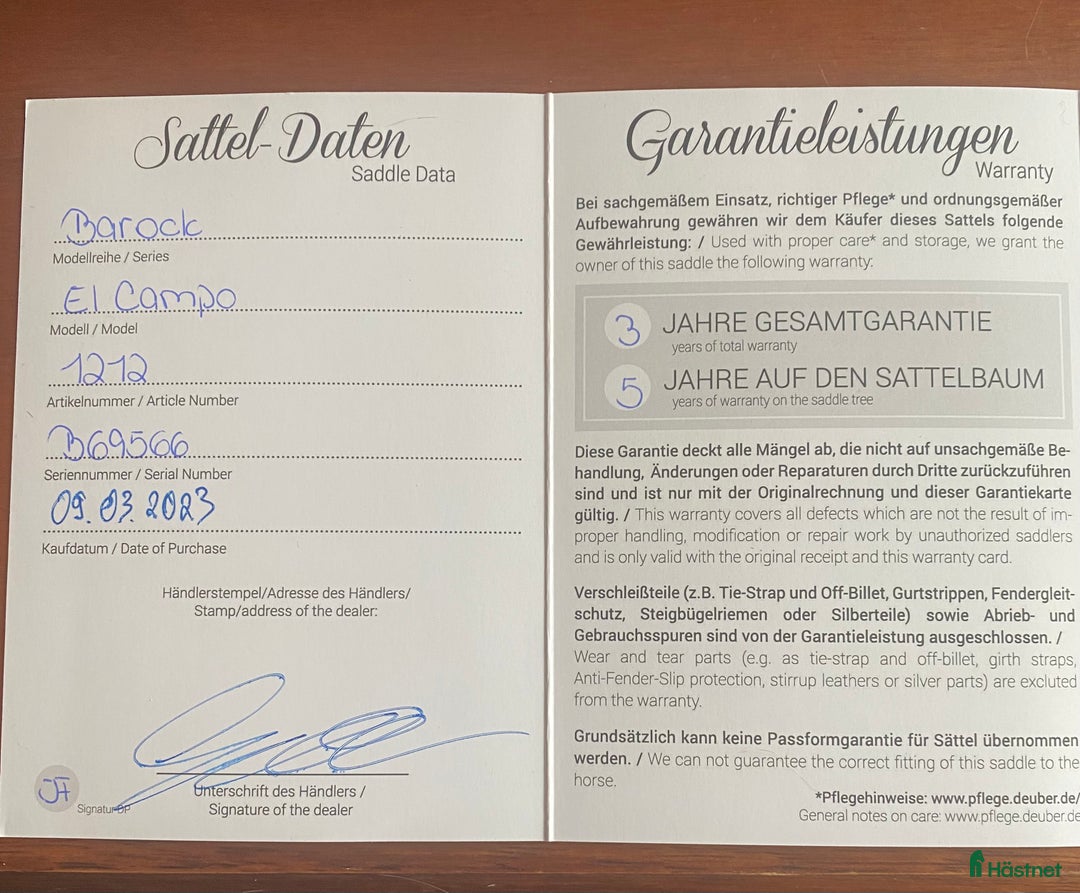 Sattel-Daten
Saddle Data
Barock
Modellreihe / Series
El Campo
Modell / Model
1212
Artikelnummer / Article Number
B69566
Seriennummer / Serial Number
09.03.2023
Kaufdatum / Date of Purchase
Händlerstempel/Adresse des Händlers/
Stamp/address of the dealer:
Unterschrift des Händlers /
Signature of the dealer
Signatur DP
Garantieleistungen
Warranty
Bei sachgemäßem Einsatz, richtiger Pflege* und ordnungsgemäßer
Aufbewahrung gewähren wir dem Käufer dieses Sattels folgende
Gewährleistung: / Used with proper care* and storage, we grant the
owner of this saddle the following warranty:
3 JAHRE GESAMTGARANTIE
years of total warranty
5 JAHRE AUF DEN SATTELBAUM
years of warranty on the saddle tree
Diese Garantie deckt alle Mängel ab, die nicht auf unsachgemäße Be-
handlung, Änderungen oder Reparaturen durch Dritte zurückzuführen
sind und ist nur mit der Originalrechnung und dieser Garantiekarte
gültig. / This warranty covers all defects which are not the result of im-
proper handling, modification or repair work by unauthorized saddlers
and is only valid with the original receipt and this warranty card.
Verschleißteile (z.B. Tie-Strap und Off-Billet, Gurtstrippen, Fendergleit-
schutz, Steigbügelriemen oder Silberteile) sowie Abrieb- und
Gebrauchsspuren sind von der Garantieleistung ausgeschlossen. /
Wear and tear parts (e.g. as tie-strap and off-billet, girth straps,
Anti-Fender-Slip protection, stirrup leathers or silver parts) are excluted
from the warranty.
Grundsätzlich kann keine Passformgarantie für Sättel übernommen
werden. / We can not guarantee the correct fitting of this saddle to the
horse.
*Pflegehinweise: www.pflege.deuber.de/
General notes on care: www.pflege.deuber.de
Hästnet